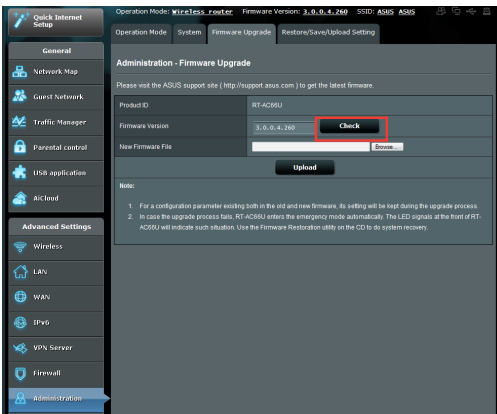 Quick Internet
Setup
Operation Mode: Wireless router Firmware Version: 3.0.0.4.260 SSID: ASUS ASUS
Operation Mode System Firmware Upgrade Restore/Save/Upload Setting
General
Network Map
Guest Network
Traffic Manager
Parental control
USB application
AiCloud
Advanced Settings
Wireless
LAN
WAN
IPv6
VPN Server
Firewall
Administration
Administration - Firmware Upgrade
Please visit the ASUS support site ( http://support.asus.com ) to get the latest firmware.
Product ID RT-AC66U
Firmware Version 3.0.0.4.260 Check
New Firmware File Browse...
Upload
Note:
1. For a configuration parameter existing both in the old and new firmware, its setting will be kept during the upgrade process.
2. In case the upgrade process fails, RT-AC66U enters the emergency mode automatically. The LED signals at the front of RT-
AC66U will indicate such situation. Use the Firmware Restoration utility on the CD to do system recovery.